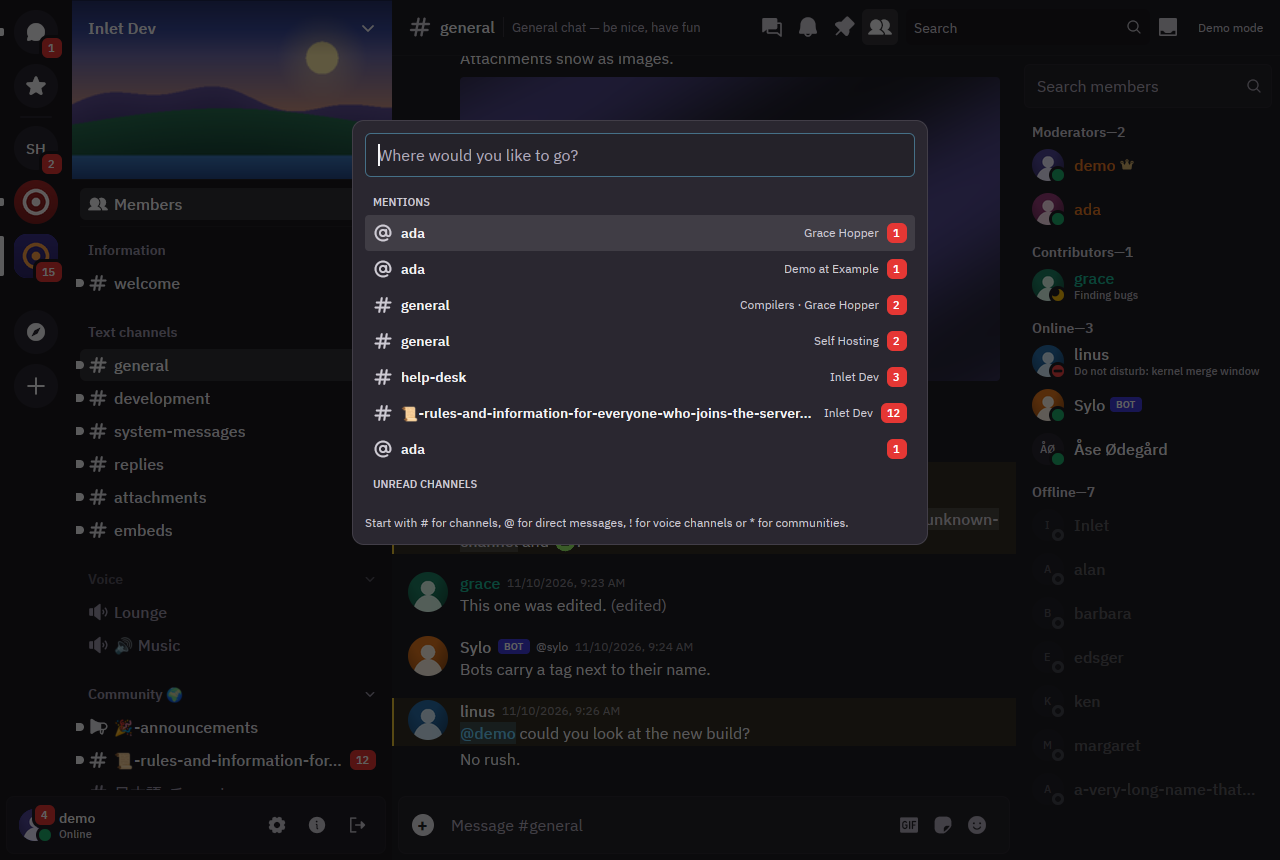 Inlet Dev
general
General chat — be nice, have fun
Search
Demo mode
1
SH
2
15
Members
Information
welcome
Text channels
general
development
system-messages
replies
attachments
embeds
Voice
Lounge
🔊 Music
Community 🌍
🎉-announcements
📜-rules-and-information-for... 12
4
demo
Online
Attachments show as images.
Where would you like to go?
MENTIONS
@ ada Grace Hopper 1
@ ada Demo at Example 1
# general Compilers · Grace Hopper 2
# general Self Hosting 2
# help-desk Inlet Dev 3
# 📜-rules-and-information-for-everyone-who-joins-the-server... Inlet Dev 12
@ ada 1
UNREAD CHANNELS
Start with # for channels, @ for direct messages, ! for voice channels or * for communities.
unknown-
channel and
grace 11/10/2026, 9:23 AM
This one was edited. (edited)
Sylo BOT @sylo 11/10/2026, 9:24 AM
Bots carry a tag next to their name.
linus 11/10/2026, 9:26 AM
@demo could you look at the new build?
No rush.
Message #general
GIF
Search members
Moderators—2
demo
ada
Contributors—1
grace
Finding bugs
Online—3
linus
Do not disturb: kernel merge window
Sylo BOT
ÅØ Åse Ødegård
Offline—7
I Inlet
A alan
B barbara
E edsger
K ken
M margaret
A a-very-long-name-that...